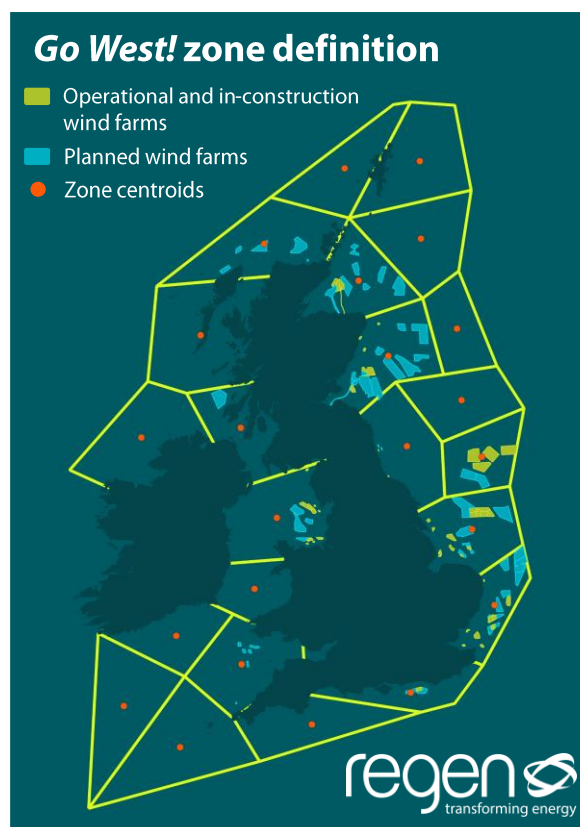 Go West! zone definition
Operational and in-construction
wind farms
Planned wind farms
Zone centroids
regen
transforming energy